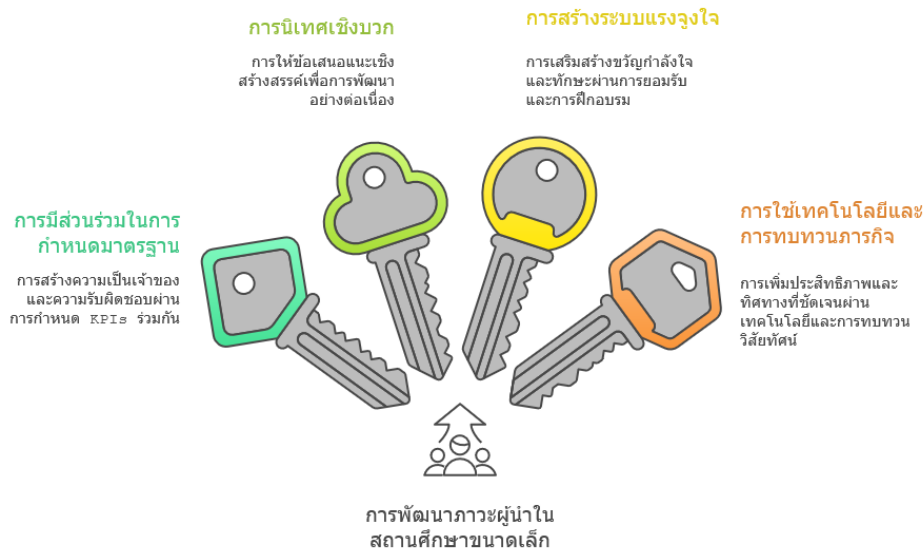 การนิเทศเชิงบวก
การให้ข้อเสนอแนะเชิง
สร้างสรรค์เพื่อการพัฒนา
อย่างต่อเนื่อง
การสร้างระบบแรงจูงใจ
การเสริมสร้างขวัญกำลังใจ
และทักษะผ่านการยอมรับ
และการฝึกอบรม
การมีส่วนร่วมในการ
กำหนดมาตรฐาน
การสร้างความเป็นเจ้าของ
และความรับผิดชอบผ่าน
การกำหนด KPIs ร่วมกัน
การใช้เทคโนโลยีและ
การทบทวนภารกิจ
การเพิ่มประสิทธิภาพและ
ทิศทางที่ชัดเจนผ่าน
เทคโนโลยีและการทบทวน
วิสัยทัศน์
การพัฒนาภาวะผู้นำใน
สถานศึกษาขนาดเล็ก